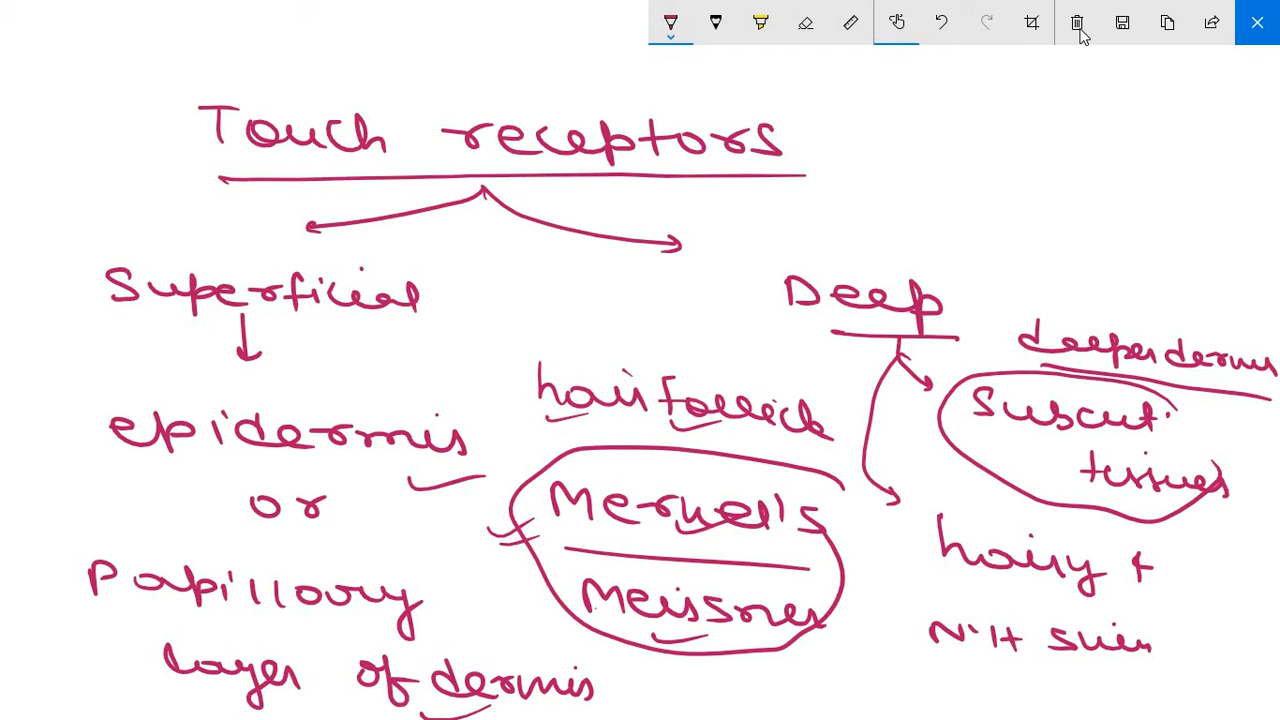 Touch receptors
Superficial
↓
epidermis
or
Papillary
layer of dermis
hair follicle
Merkel's
Meissner
Deep
deeper dermis
Subcut.
tissues
hairy +
N.H skin